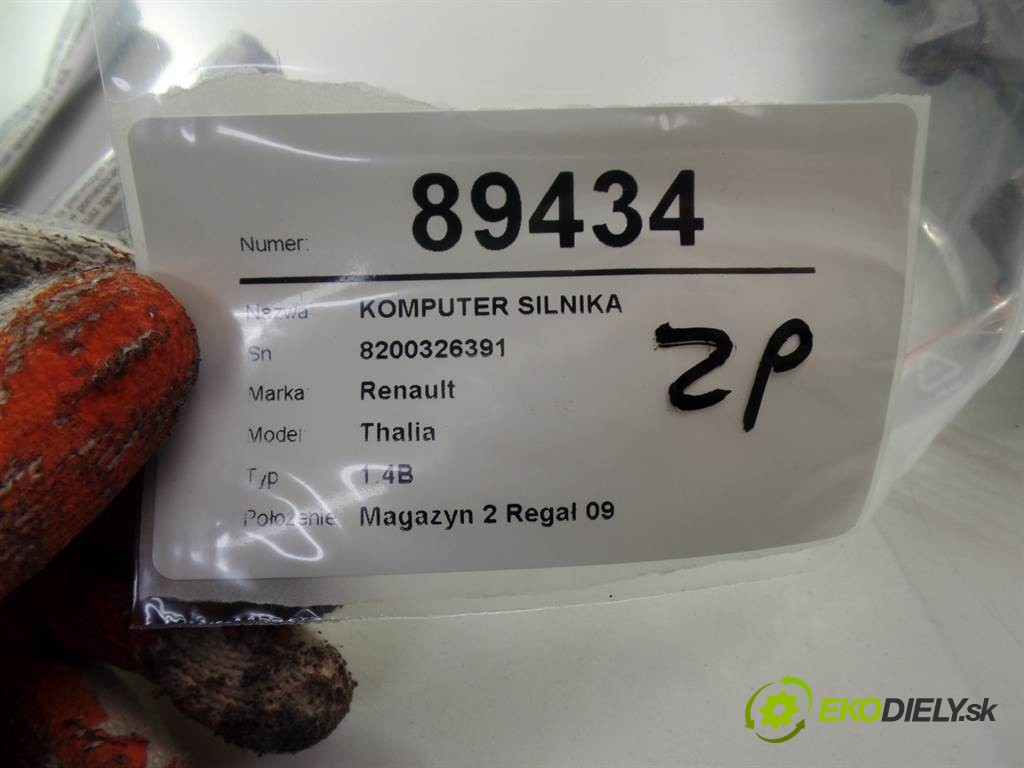 Numer: 89434
Nazwa KOMPUTER SILNIKA
Sn 8200326391
Marka: Renault
Model: Thalia
Typ 1.4B
Położenie Magazyn 2 Regał 09
ZP
EKODIELY.sk